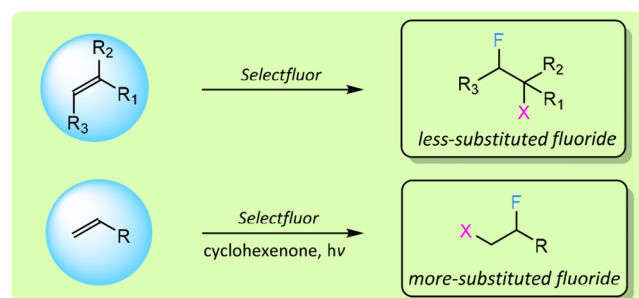 R₂
R₁
R₃
Selectfluor
F
R₃
R₂
R₁
X
less-substituted fluoride
R
Selectfluor
cyclohexenone, hν
F
X
R
more-substituted fluoride